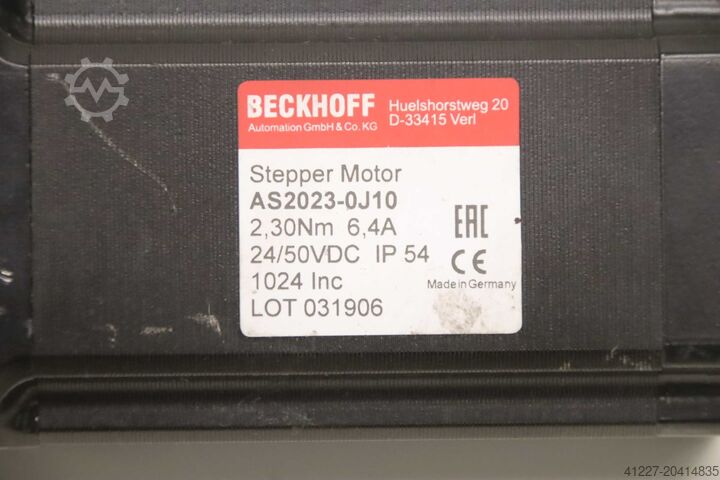 BECKHOFF
Automation GmbH & Co. KG
Huelshorstweg 20
D-33415 Verl
Stepper Motor
AS2023-0J10
2,30Nm 6,4A
24/50VDC IP 54
1024 Inc
LOT 031906
EAC
CE
Made in Germany
41227-20414835